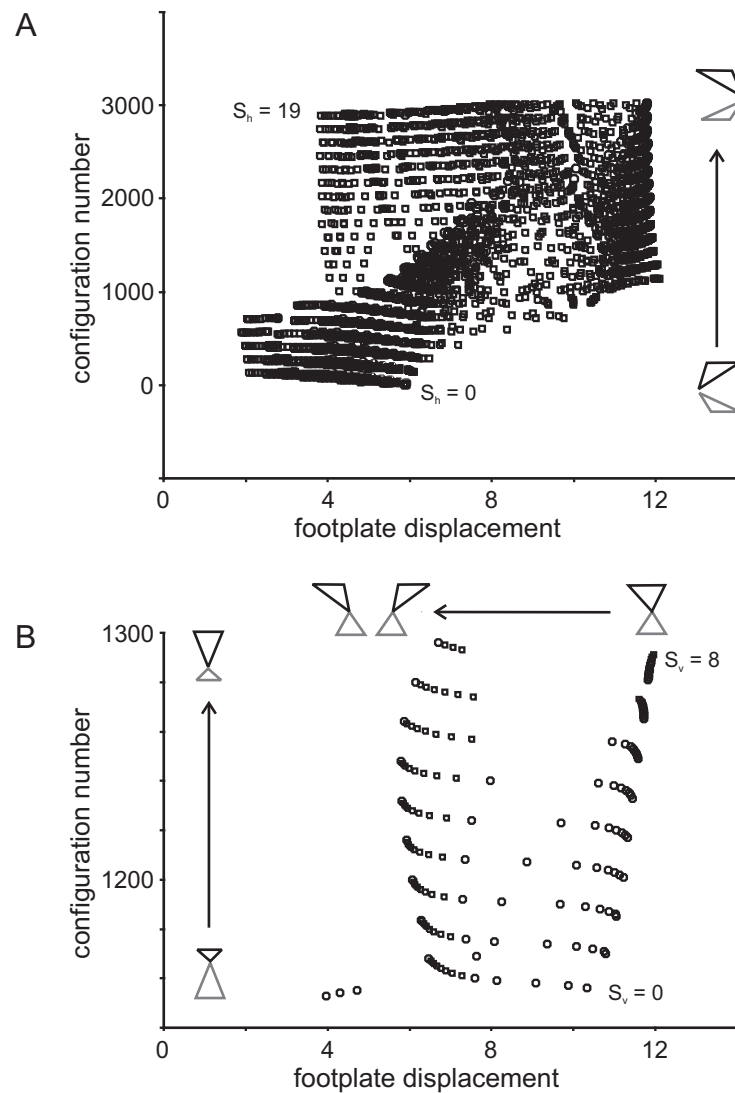 A
configuration number
3000
2000
1000
0
S_h = 19
S_h = 0
0 4 8 12
footplate displacement
B
configuration number
1300
1200
S_v = 8
S_v = 0
0 4 8 12
footplate displacement